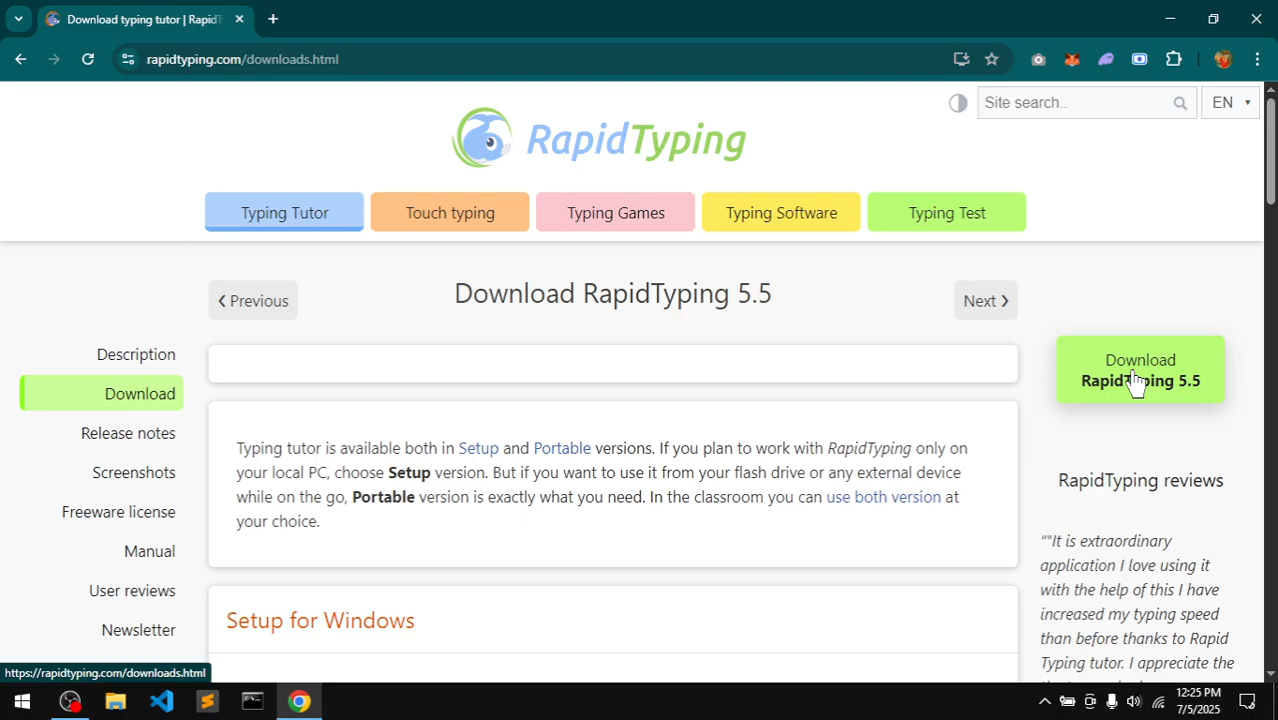 Download typing tutor | RapidT
rapidtyping.com/downloads.html
Site search..
EN
RapidTyping
Typing Tutor
Touch typing
Typing Games
Typing Software
Typing Test
Previous
Download RapidTyping 5.5
Next
Description
Download
Release notes
Screenshots
Freeware license
Manual
User reviews
Newsletter
Typing tutor is available both in Setup and Portable versions. If you plan to work with RapidTyping only on
your local PC, choose Setup version. But if you want to use it from your flash drive or any external device
while on the go, Portable version is exactly what you need. In the classroom you can use both version at
your choice.
Setup for Windows
Download
RapidTyping 5.5
RapidTyping reviews
""It is extraordinary
application I love using it
with the help of this I have
increased my typing speed
than before thanks to Rapid
Typing tutor. I appreciate the
https://rapidtyping.com/downloads.html
12:25 PM
7/5/2025